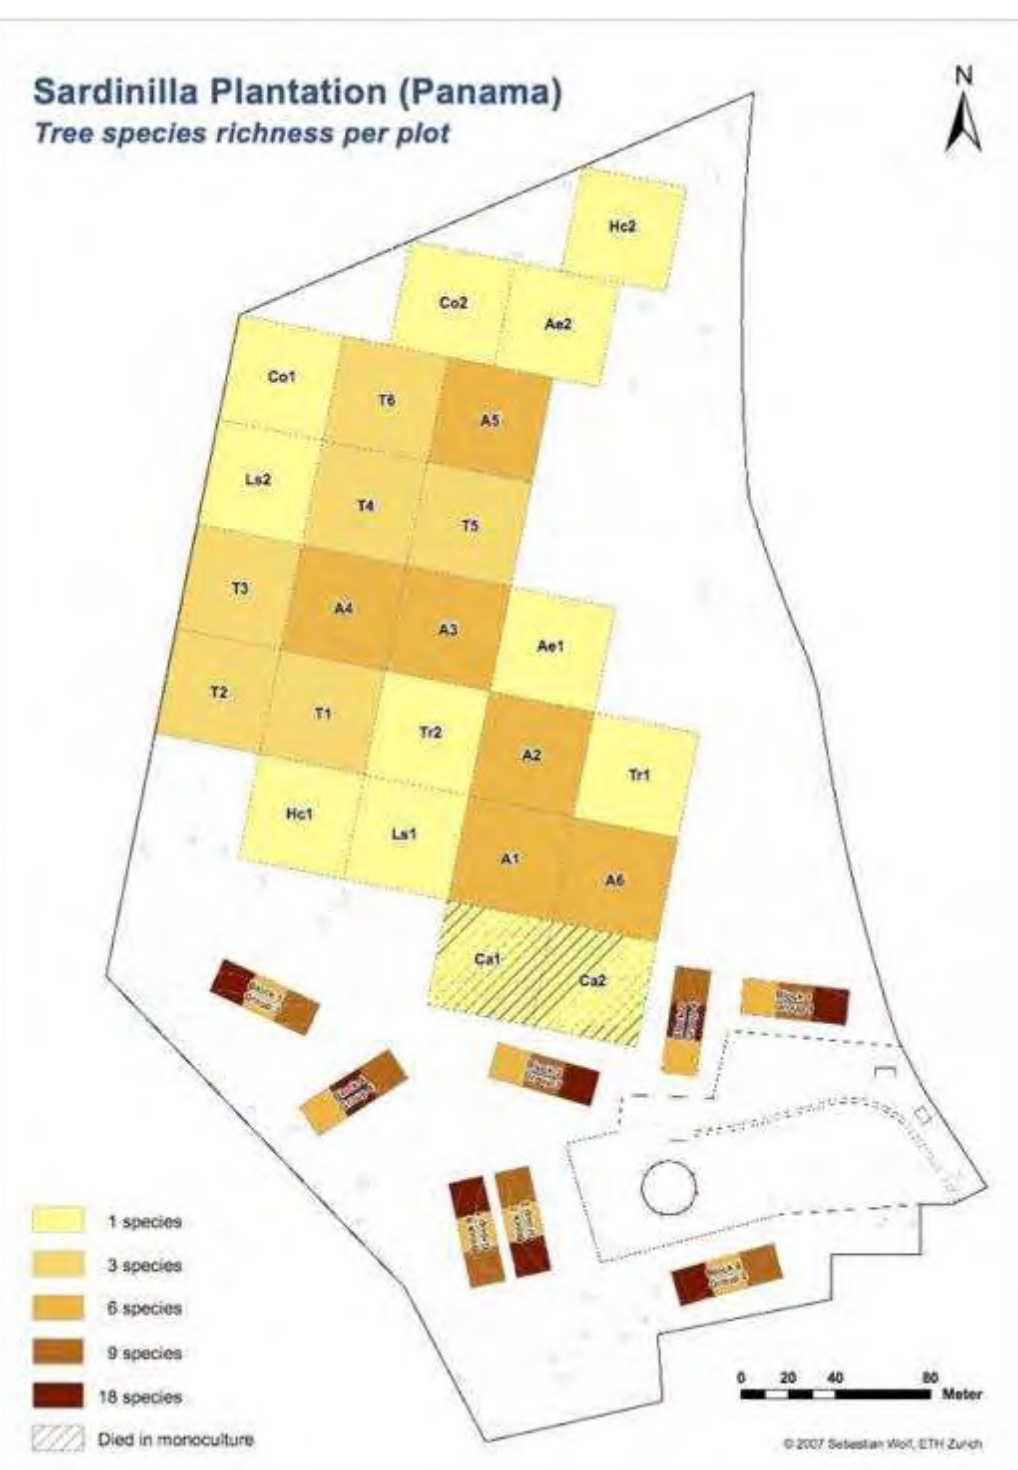 Sardinilla Plantation (Panama)
Tree species richness per plot
N
Hc2
Co2
Ae2
Co1
T6
A5
Ls2
T4
T5
T3
A4
A3
Ae1
T2
T1
Tr2
A2
Tr1
Hc1
Ls1
A1
A6
Ca1
Ca2
1 species
3 species
6 species
9 species
18 species
Died in monoculture
0 20 40 80
Meter
© 2007 Sebastian Wolf, ETH Zurich